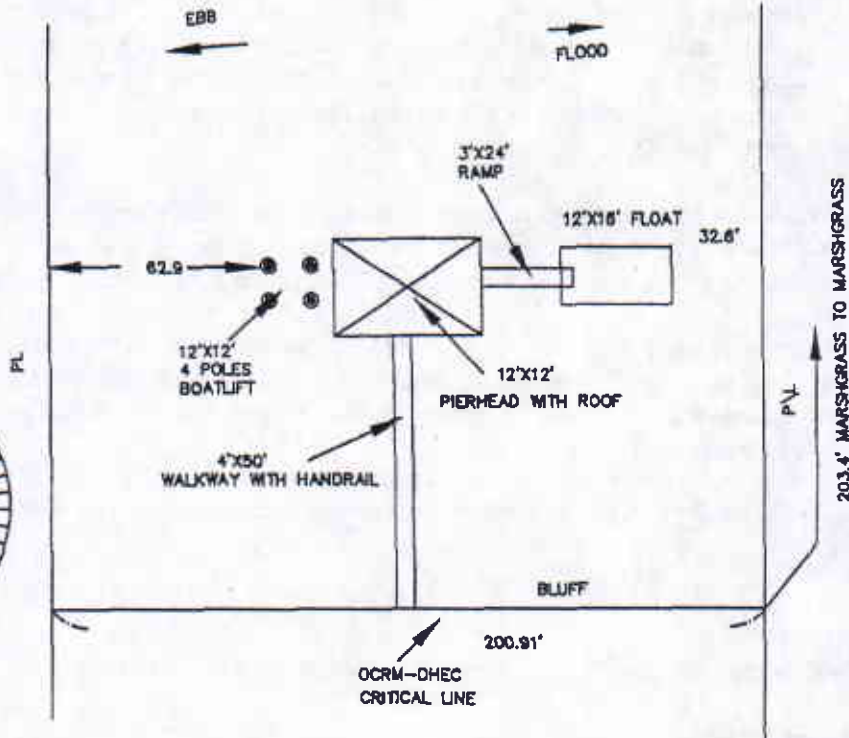 EBB
FLOOD
3'X24'
RAMP
12'X16' FLOAT
32.6'
62.9
12'X12'
4 POLES
BOATLIFT
PL
12'X12'
PIERHEAD WITH ROOF
P\L
203.4' MARSHGRASS TO MARSHGRASS
4'X50'
WALKWAY WITH HANDRAIL
BLUFF
200.91'
OCRM-DHEC
CRITICAL LINE